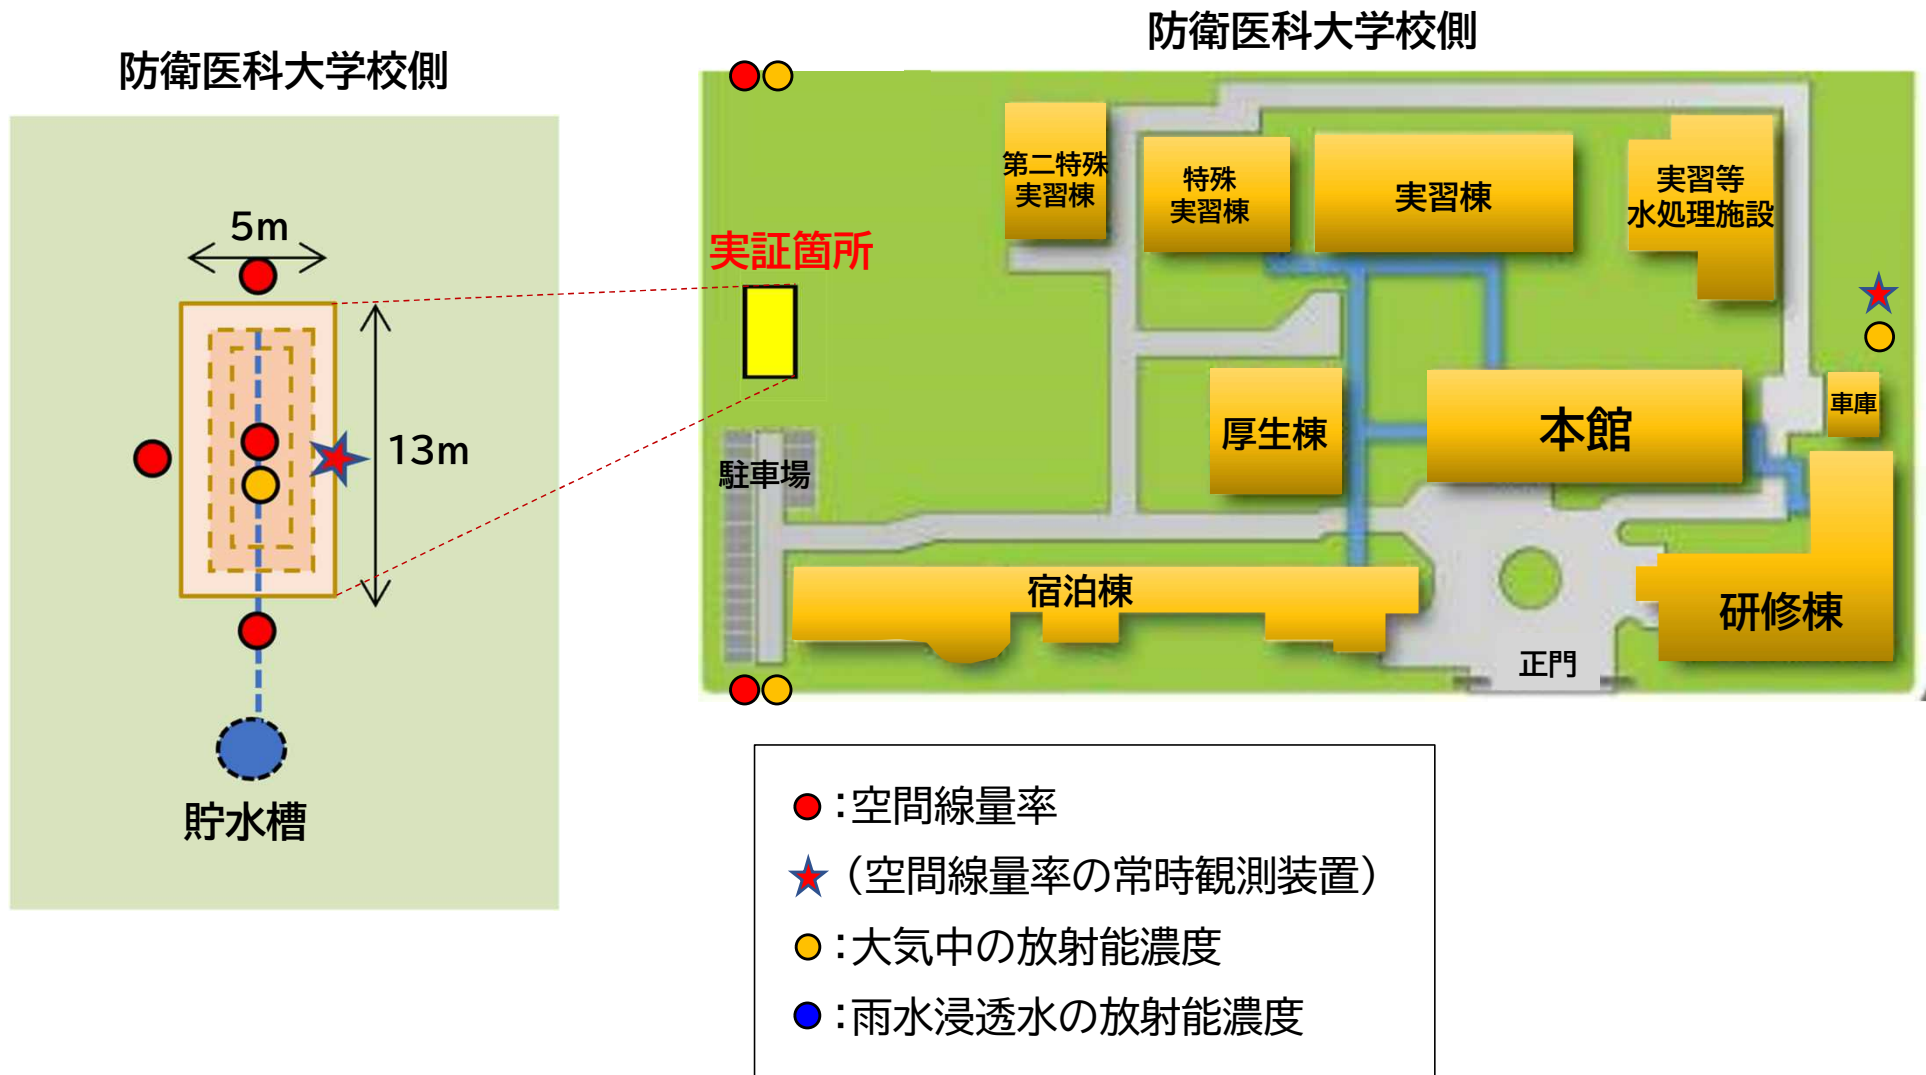 防衛医科大学校側
5m
13m
貯水槽
防衛医科大学校側
実証箇所
第二特殊
実習棟
特殊
実習棟
実習棟
実習等
水処理施設
厚生棟
本館
車庫
駐車場
宿泊棟
研修棟
正門
：空間線量率
（空間線量率の常時観測装置）
：大気中の放射能濃度
：雨水浸透水の放射能濃度